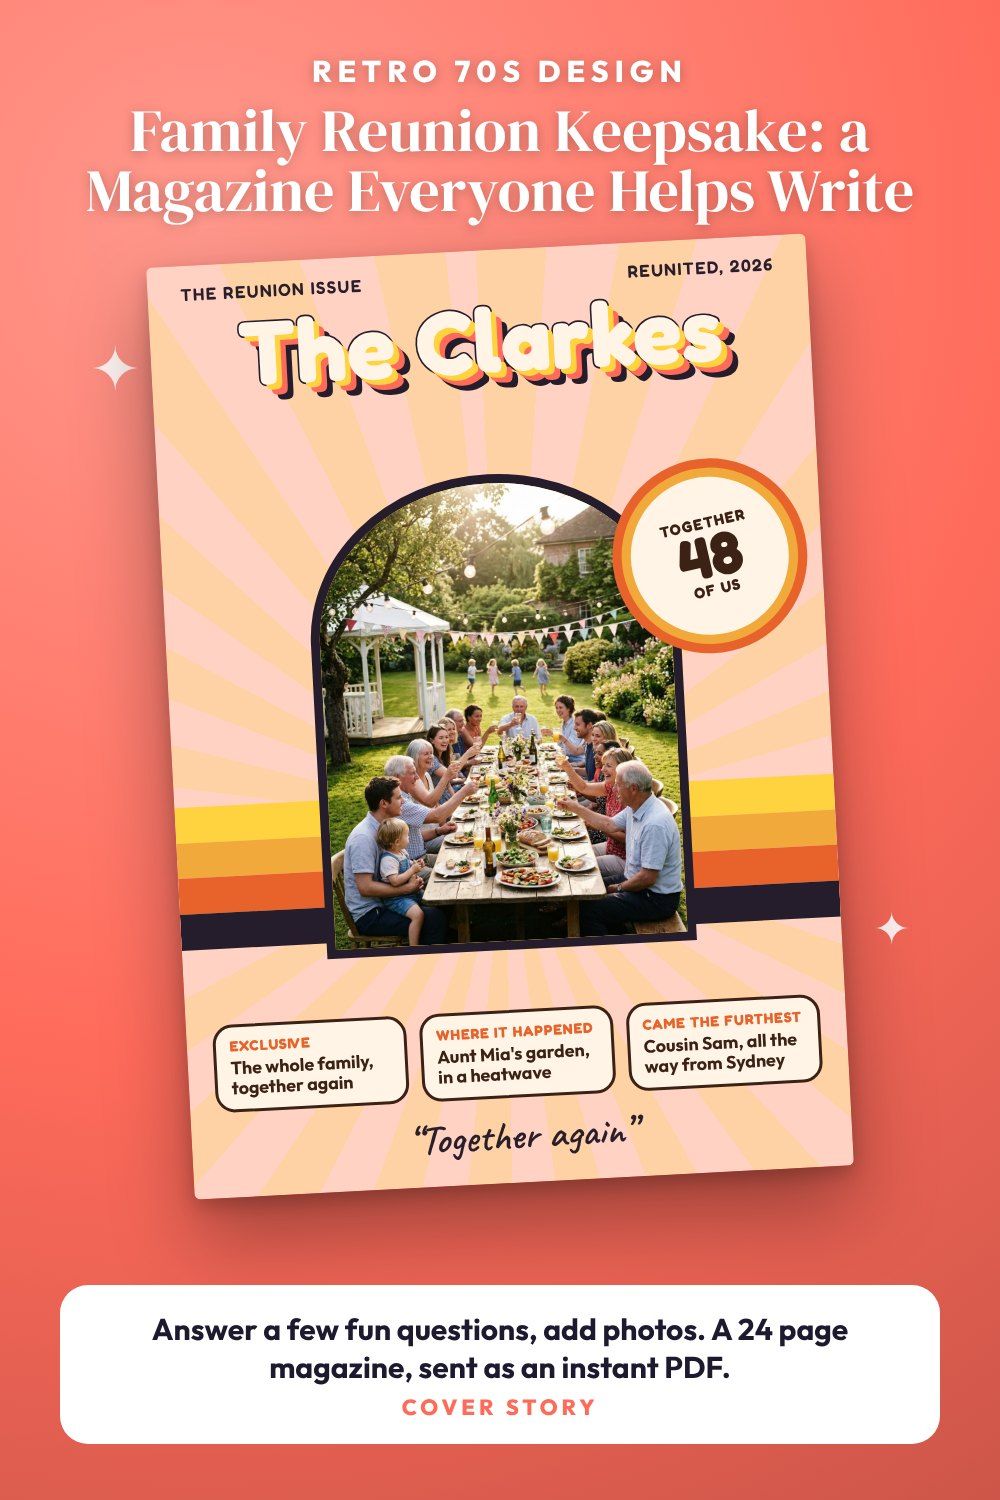 RETRO 70S DESIGN
Family Reunion Keepsake: a
Magazine Everyone Helps Write
THE REUNION ISSUE
REUNITED, 2026
The Clarkes
TOGETHER
48
OF US
EXCLUSIVE
The whole family,
together again
WHERE IT HAPPENED
Aunt Mia's garden,
in a heatwave
CAME THE FURTHEST
Cousin Sam, all the
way from Sydney
“Together again”
Answer a few fun questions, add photos. A 24 page
magazine, sent as an instant PDF.
COVER STORY